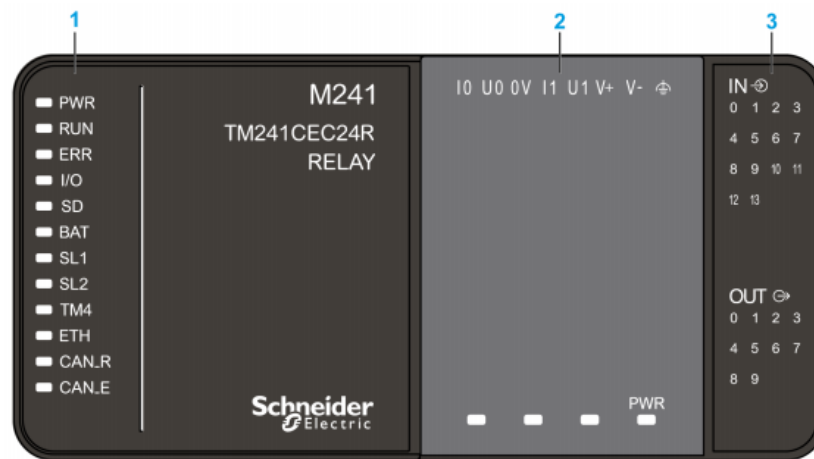 1
2
3
PWR
RUN
ERR
I/O
SD
BAT
SL1
SL2
TM4
ETH
CAN_R
CAN_E
M241
TM241CEC24R
RELAY
Schneider
Electric
I0 U0 0V I1 U1 V+ V-
PWR
IN
0 1 2 3
4 5 6 7
8 9 10 11
12 13
OUT
0 1 2 3
4 5 6 7
8 9